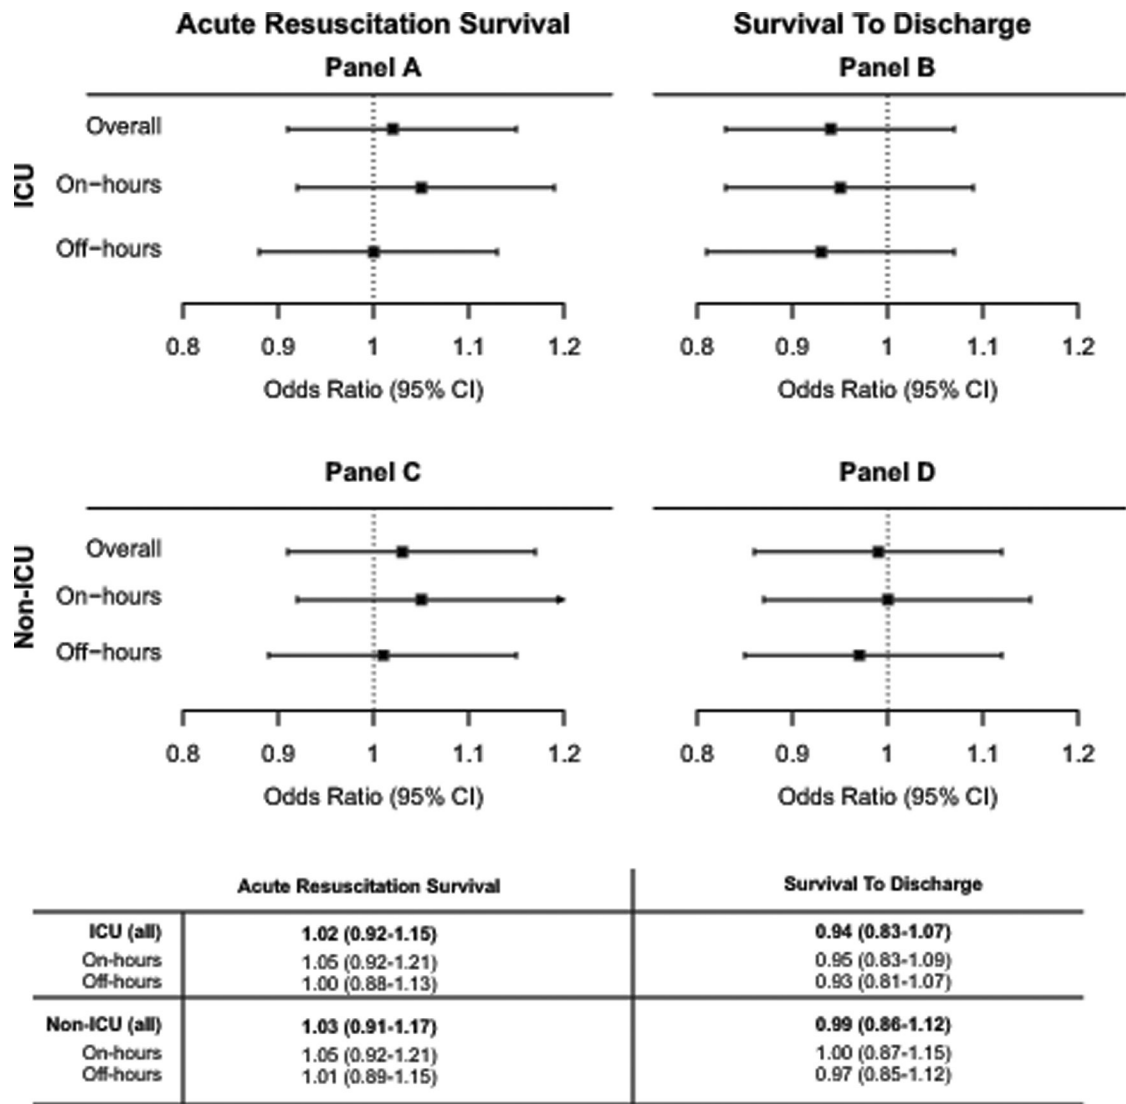 Acute Resuscitation Survival
Survival To Discharge
Panel A
Panel B
ICU
Overall
On−hours
Off−hours
0.8 0.9 1 1.1 1.2
0.8 0.9 1 1.1 1.2
Odds Ratio (95% CI)
Odds Ratio (95% CI)
Panel C
Panel D
Non-ICU
Overall
On−hours
Off−hours
0.8 0.9 1 1.1 1.2
0.8 0.9 1 1.1 1.2
Odds Ratio (95% CI)
Odds Ratio (95% CI)
Acute Resuscitation Survival Survival To Discharge
ICU (all) 1.02 (0.92-1.15) 0.94 (0.83-1.07)
On-hours 1.05 (0.92-1.21) 0.95 (0.83-1.09)
Off-hours 1.00 (0.88-1.13) 0.93 (0.81-1.07)
Non-ICU (all) 1.03 (0.91-1.17) 0.99 (0.86-1.12)
On-hours 1.05 (0.92-1.21) 1.00 (0.87-1.15)
Off-hours 1.01 (0.89-1.15) 0.97 (0.85-1.12)